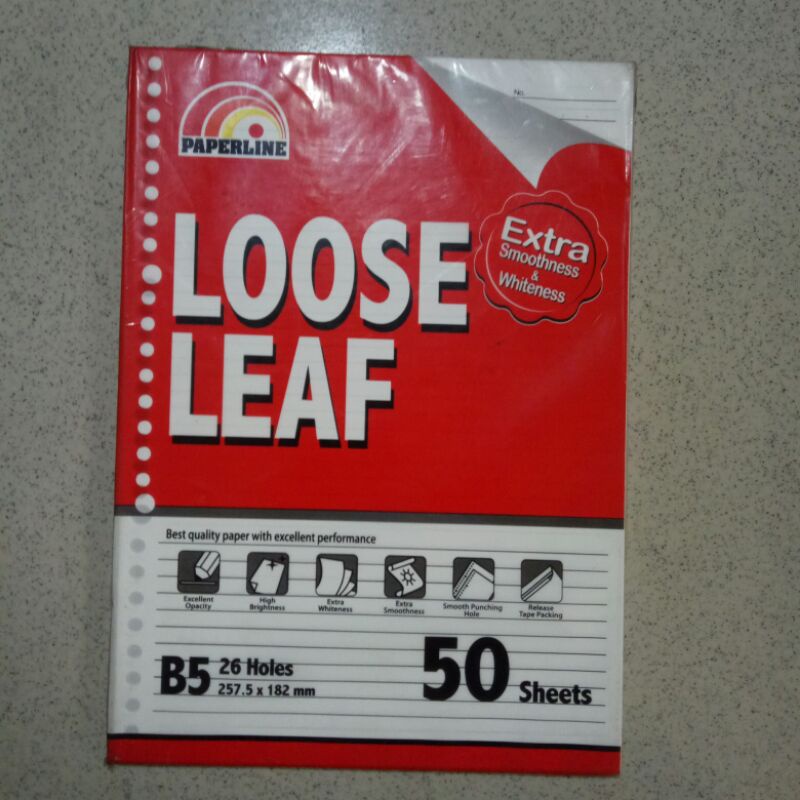 No.
PAPERLINE
LOOSE
LEAF
Extra
Smoothness
&
Whiteness
Best quality paper with excellent performance
Excellent
Opacity
High
Brightness
Extra
Whiteness
Extra
Smoothness
Smooth Punching
Hole
Release
Tape Packing
B5
26 Holes
257.5 x 182 mm
50 Sheets